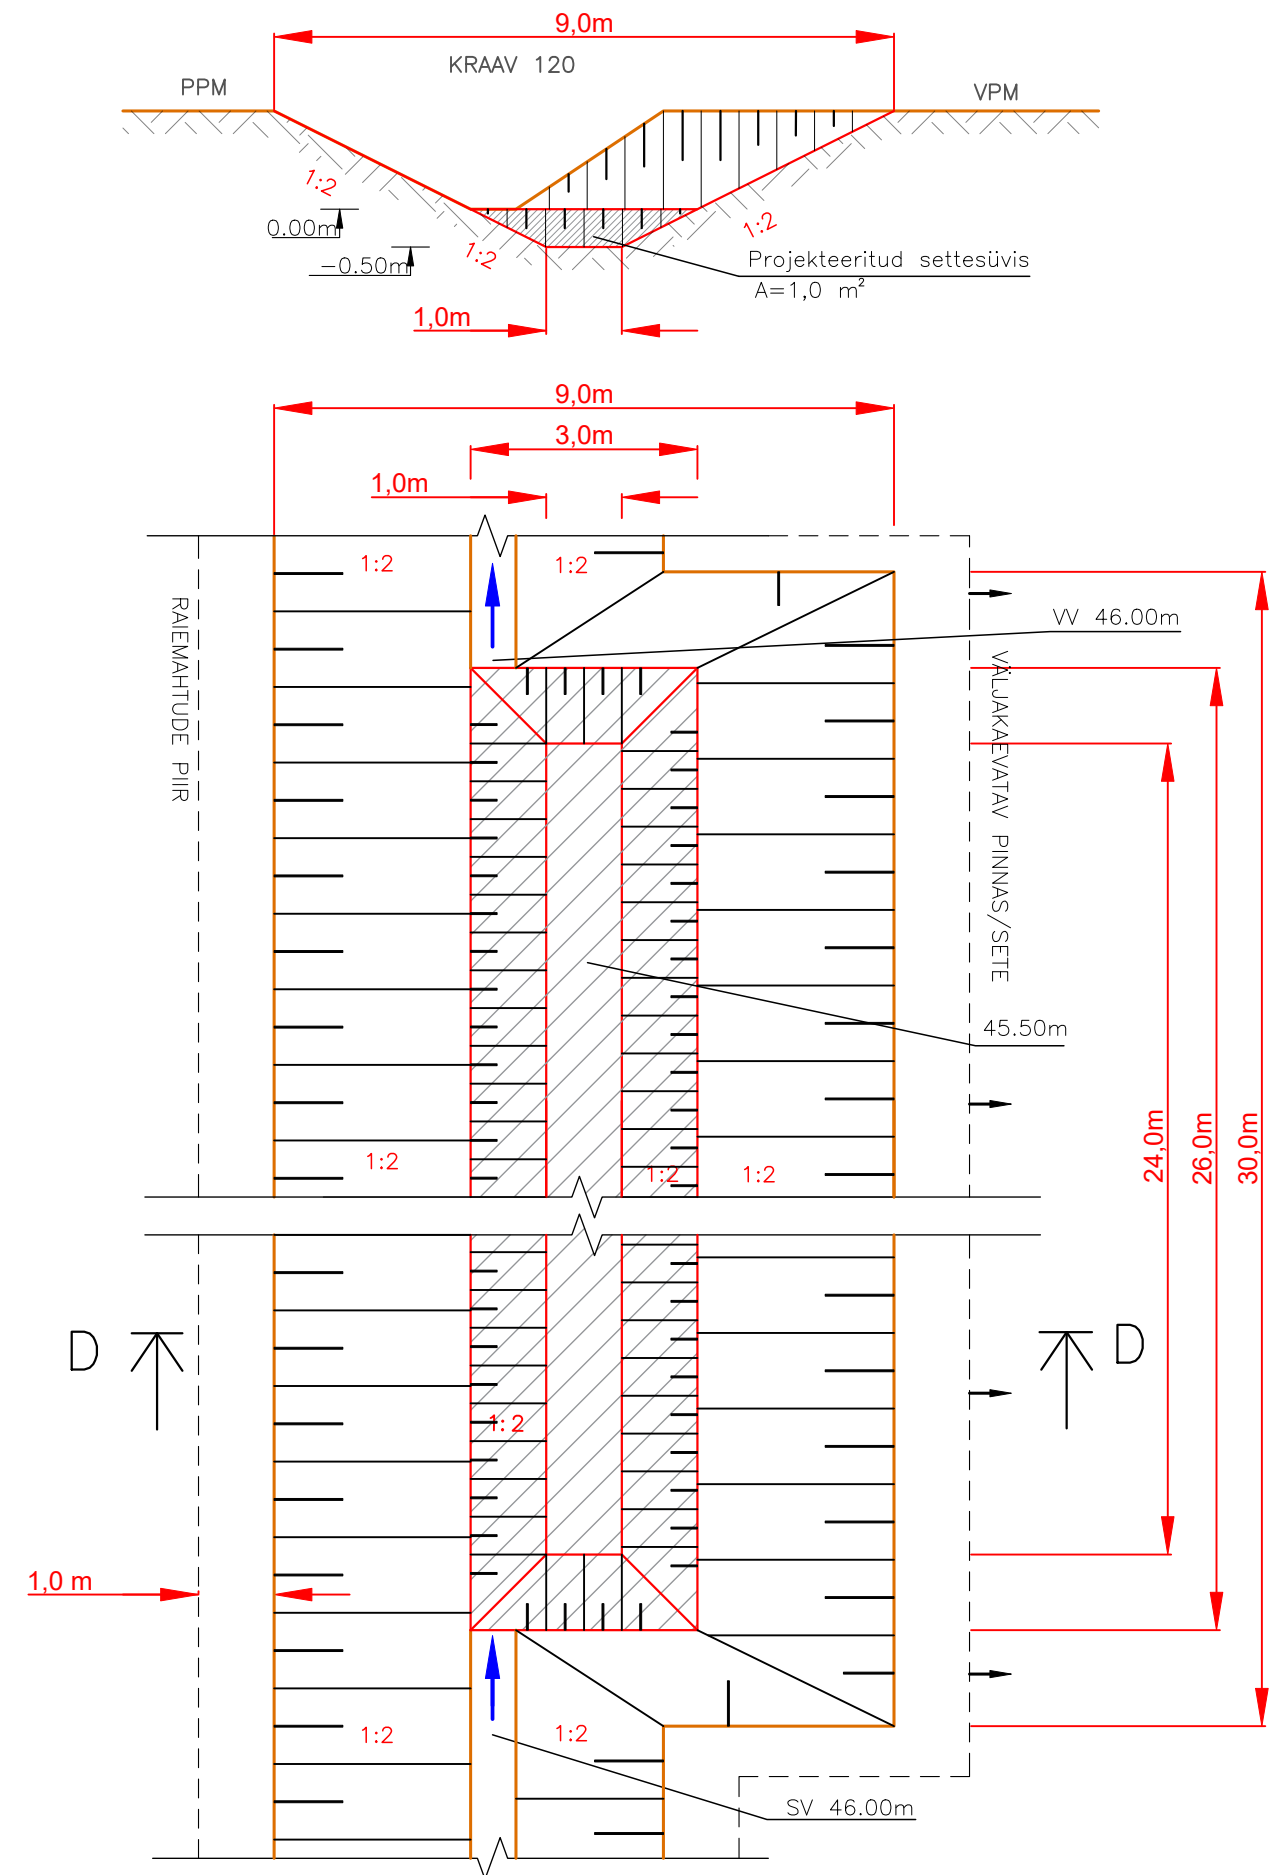 9,0m
KRAAV 120
PPM
VPM
1:2
1:2
0.00m
1:2
-0.50m
Projekteeritud settesüvis
A=1,0 m²
1,0m
9,0m
3,0m
1,0m
1:2
1:2
RAIEMAHTUDE PIIR
VV 46.00m
VÄLJAKAEVATAV PINNAS/SETE
45.50m
24,0m
26,0m
30,0m
1:2
1:2
1:2
D
D
1:2
1,0 m
1:2
1:2
SV 46.00m